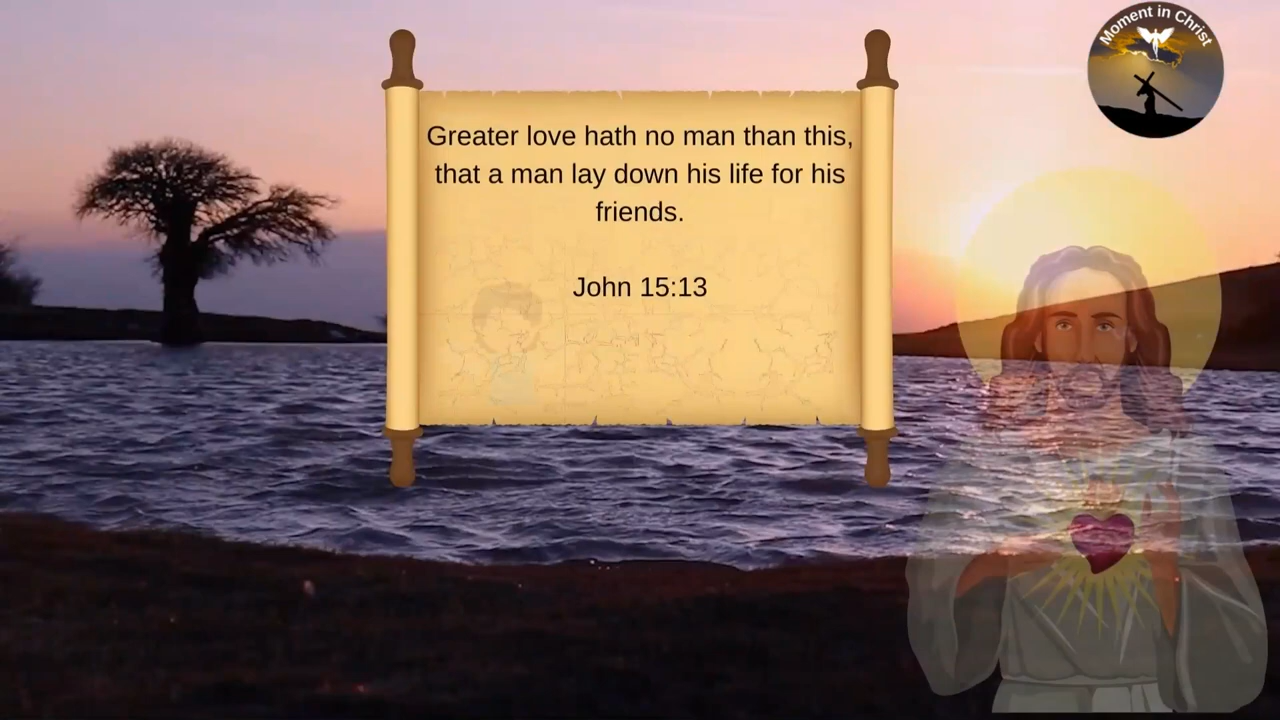 Moment in Christ
Greater love hath no man than this,
that a man lay down his life for his
friends.
John 15:13